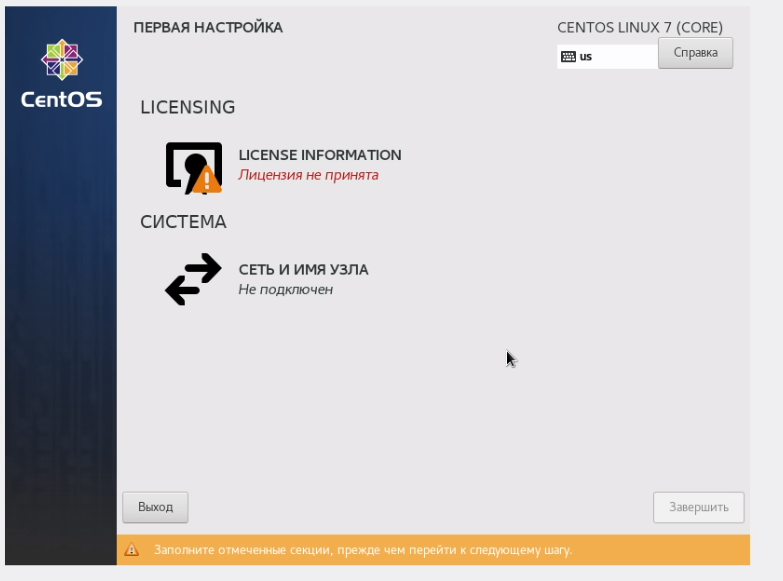 ПЕРВАЯ НАСТРОЙКА
CENTOS LINUX 7 (CORE)
us
Справка
CentOS
LICENSING
LICENSE INFORMATION
Лицензия не принята
СИСТЕМА
СЕТЬ И ИМЯ УЗЛА
Не подключен
Выход
Завершить
Заполните отмеченные секции, прежде чем перейти к следующему шагу.